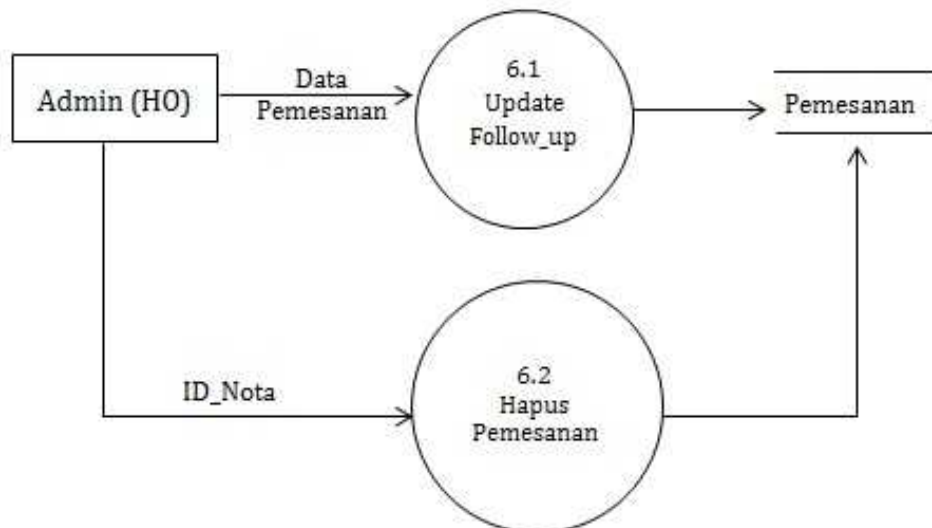 Admin (HO)
Data
Pemesanan
6.1
Update
Follow_up
Pemesanan
ID_Nota
6.2
Hapus
Pemesanan